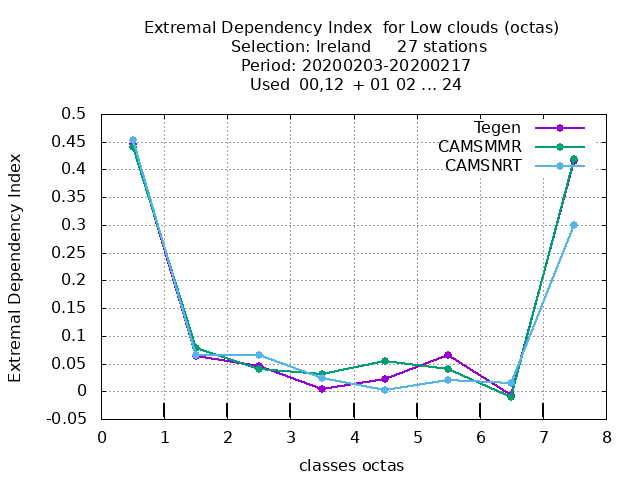 Extremal Dependency Index  for Low clouds (octas)
Selection: Ireland     27 stations
Period: 20200203-20200217
Used  00,12  + 01 02 ... 24
Tegen
CAMSMMR
CAMSNRT
Extremal Dependency Index
0.5
0.45
0.4
0.35
0.3
0.25
0.2
0.15
0.1
0.05
0
-0.05
0 1 2 3 4 5 6 7 8
classes octas